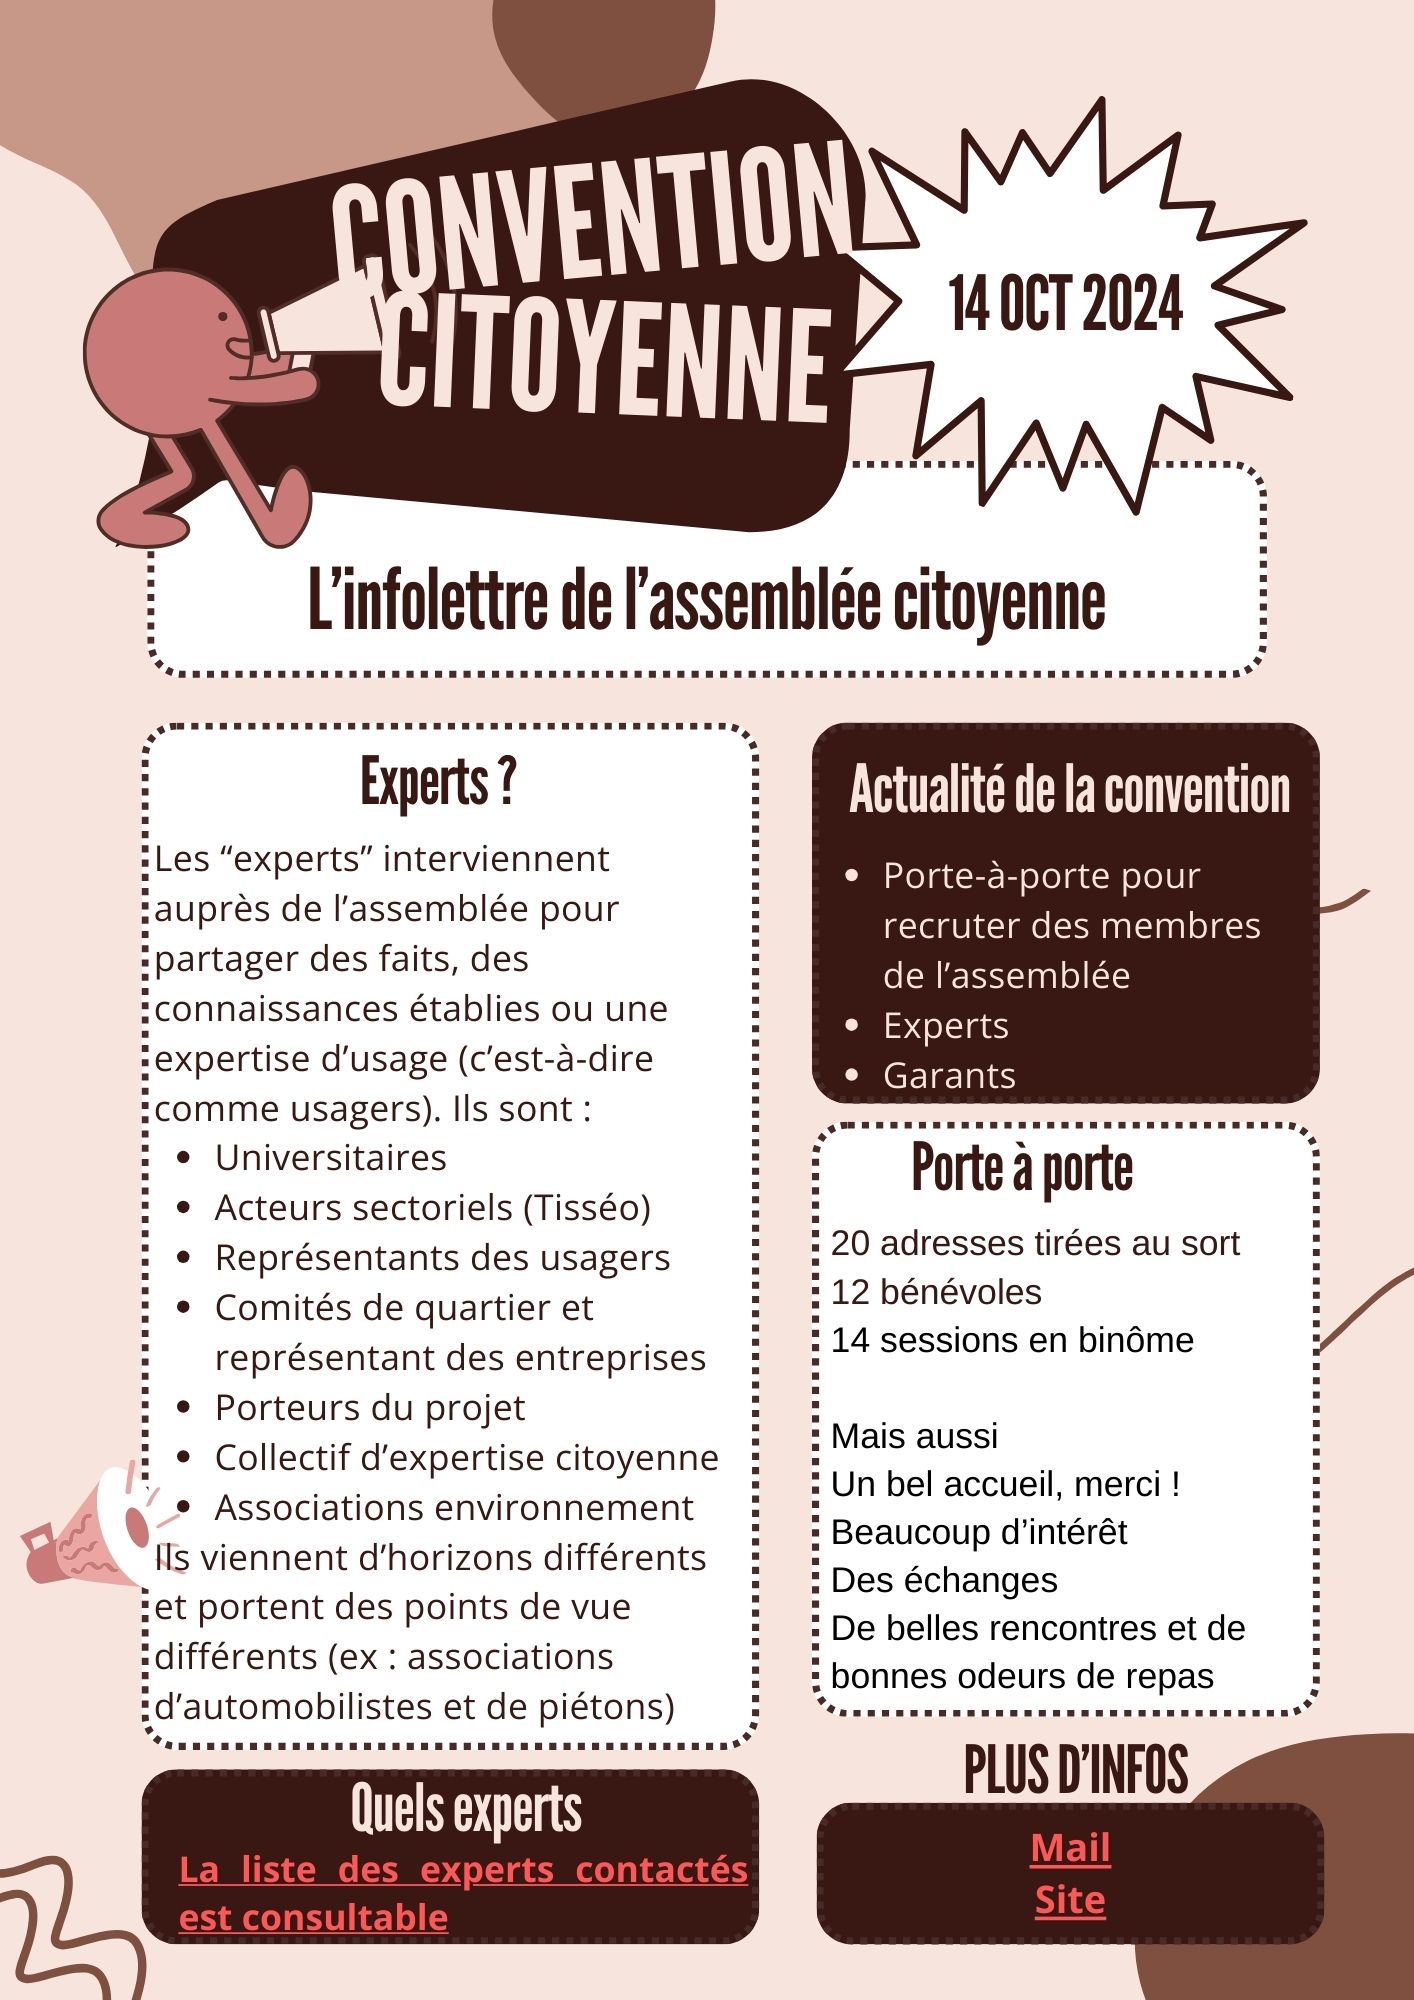 CONVENTION
CITOYENNE
14 OCT 2024
L’infolettre de l’assemblée citoyenne
Experts ?
Les “experts” interviennent
auprès de l’assemblée pour
partager des faits, des
connaissances établies ou une
expertise d’usage (c’est-à-dire
comme usagers). Ils sont :
• Universitaires
• Acteurs sectoriels (Tisséo)
• Représentants des usagers
• Comités de quartier et
représentant des entreprises
• Porteurs du projet
• Collectif d’expertise citoyenne
• Associations environnement
Ils viennent d’horizons différents
et portent des points de vue
différents (ex : associations
d’automobilistes et de piétons)
Quels experts
La liste des experts contactés
est consultable
Actualité de la convention
• Porte-à-porte pour
recruter des membres
de l’assemblée
• Experts
• Garants
Porte à porte
20 adresses tirées au sort
12 bénévoles
14 sessions en binôme
Mais aussi
Un bel accueil, merci !
Beaucoup d’intérêt
Des échanges
De belles rencontres et de
bonnes odeurs de repas
PLUS D’INFOS
Mail
Site